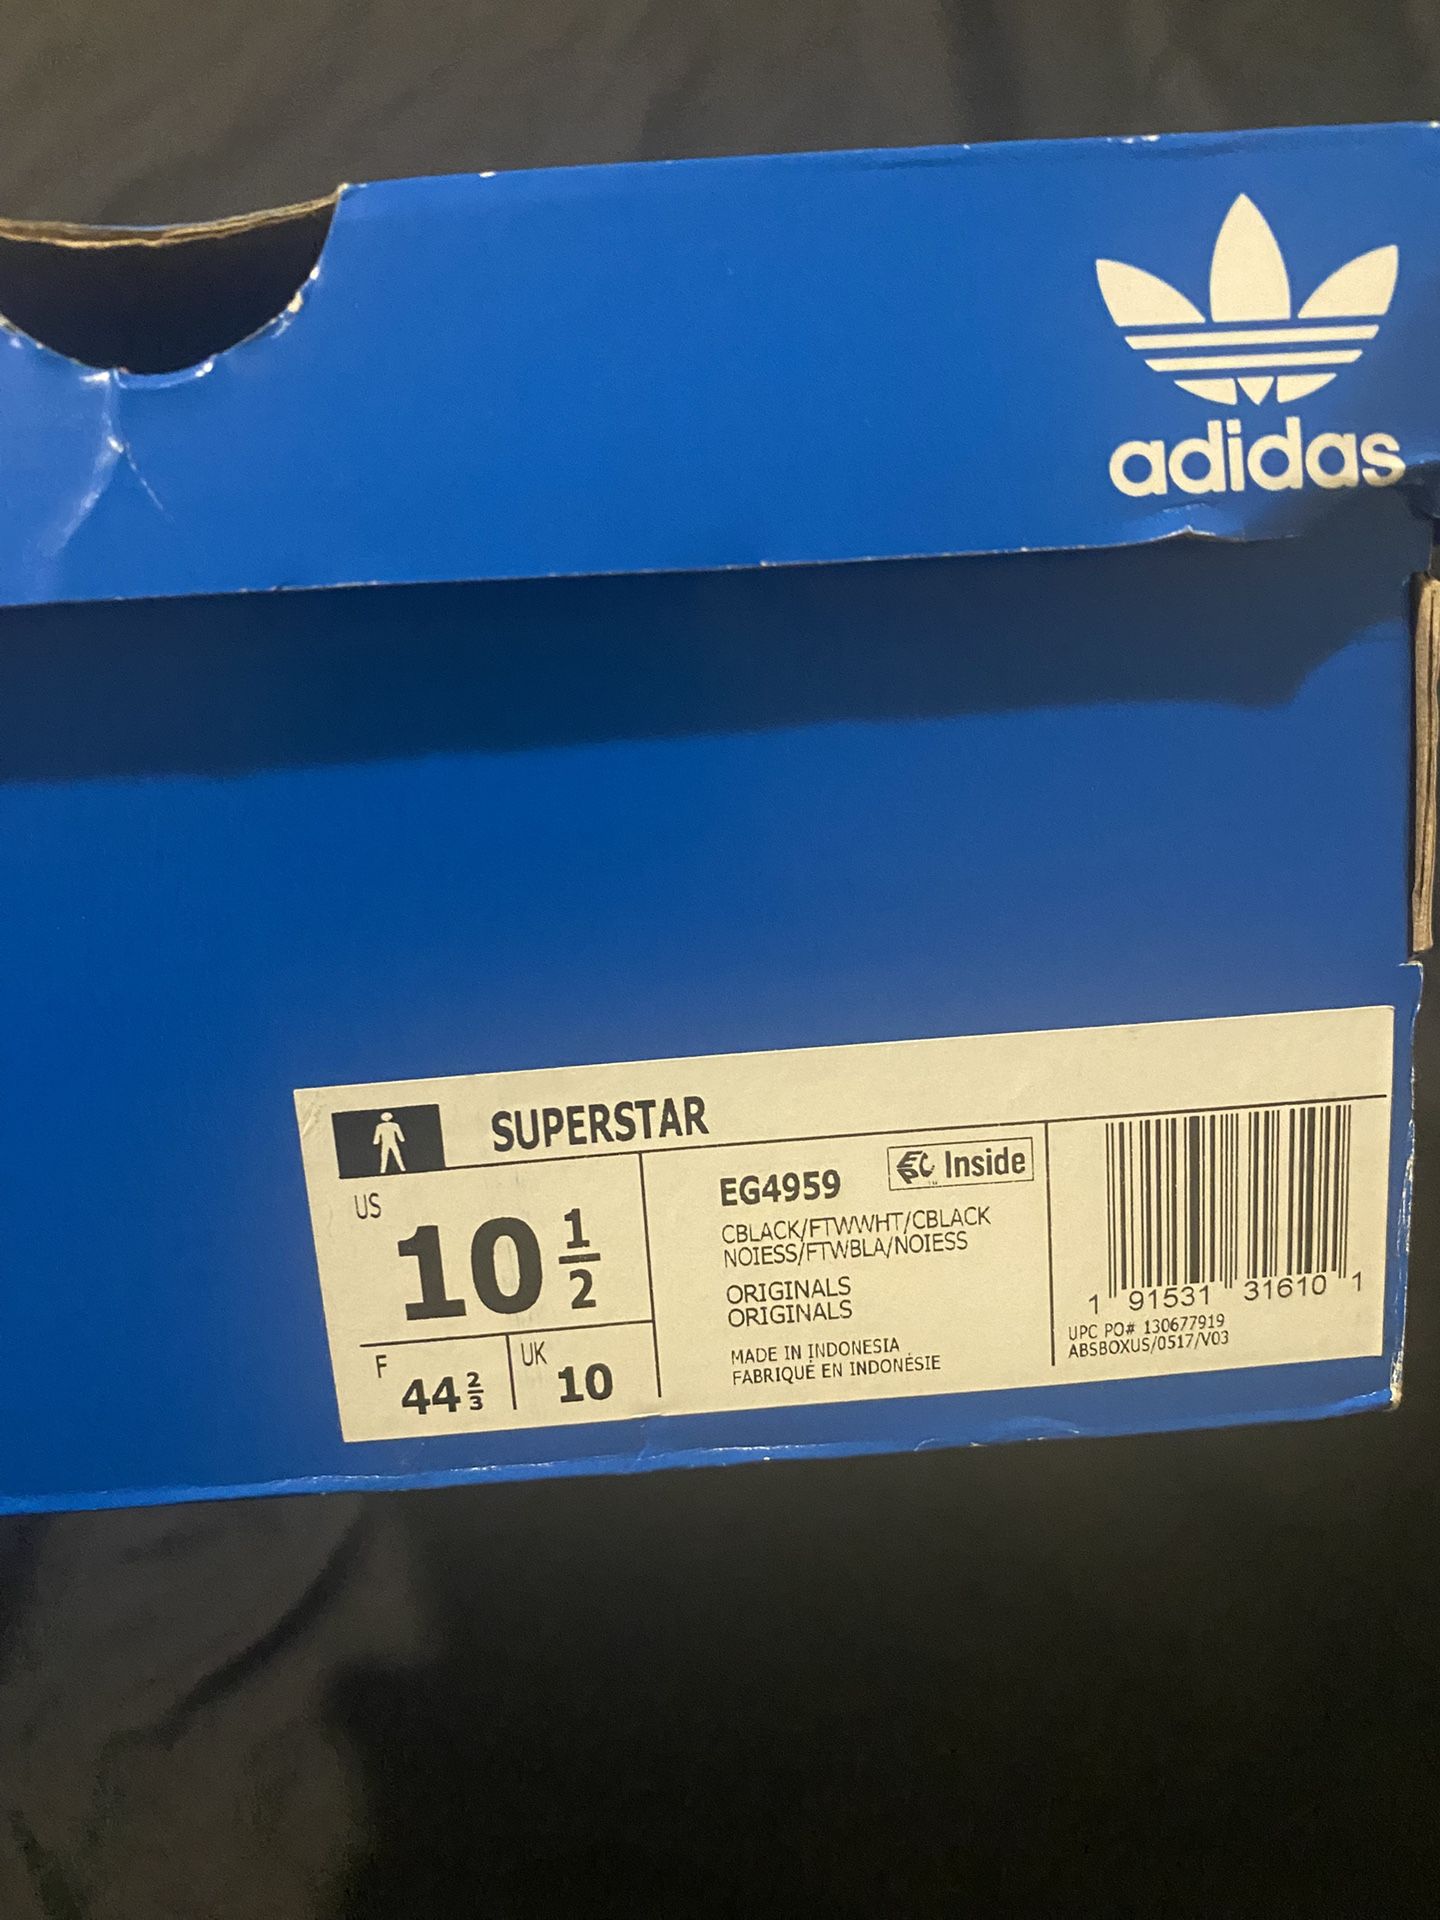 adidas
SUPERSTAR
US
10 1/2
F
44 2/3
UK
10
EG4959
EPC Inside
CBLACK/FTWWHT/CBLACK
NOIESS/FTWBLA/NOIESS
ORIGINALS
ORIGINALS
MADE IN INDONESIA
FABRIQUÉ EN INDONÉSIE
1 91531 31610 1
UPC PO# 130677919
ABSBOXUS/0517/V03